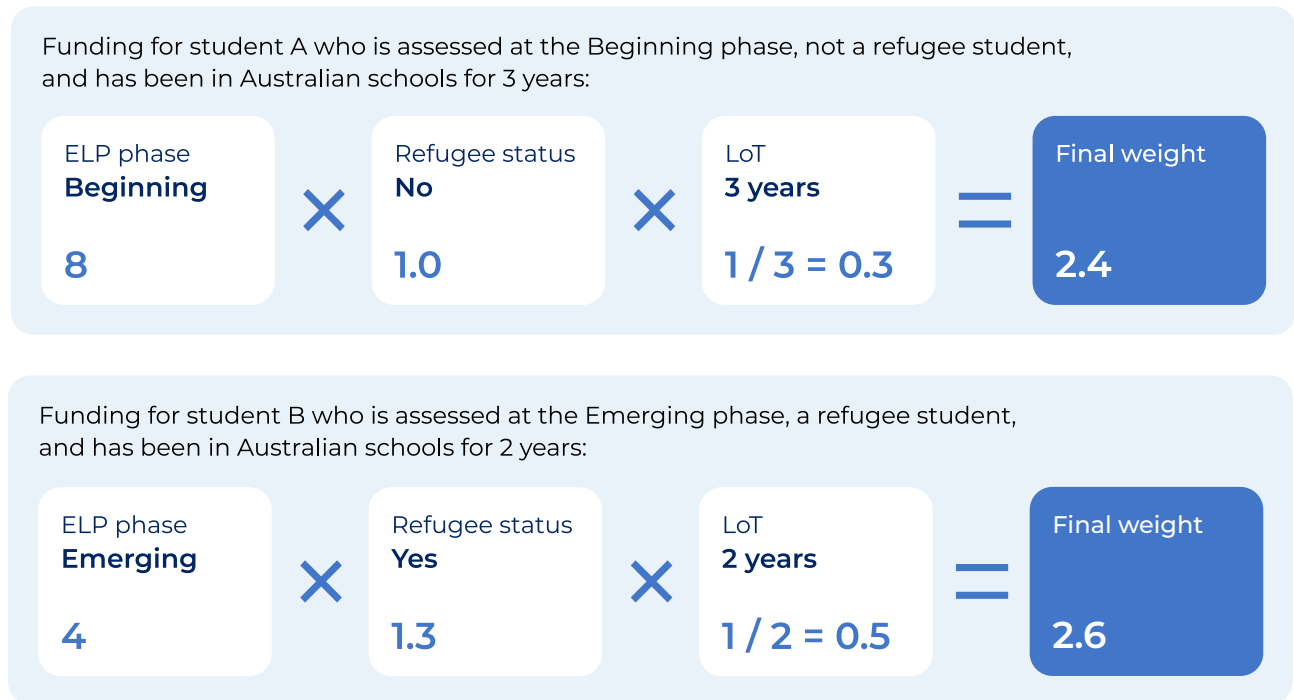 Funding for student A who is assessed at the Beginning phase, not a refugee student,
and has been in Australian schools for 3 years:
ELP phase
Beginning
8
×
Refugee status
No
1.0
×
LoT
3 years
1 / 3 = 0.3
=
Final weight
2.4
Funding for student B who is assessed at the Emerging phase, a refugee student,
and has been in Australian schools for 2 years:
ELP phase
Emerging
4
×
Refugee status
Yes
1.3
×
LoT
2 years
1 / 2 = 0.5
=
Final weight
2.6